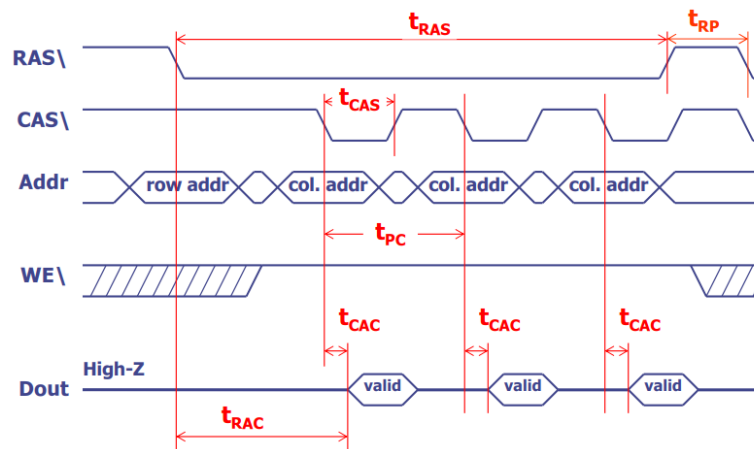 tRAS
tRP
RAS\
tCAS
CAS\
Addr
row addr
col. addr
col. addr
col. addr
tPC
WE\
tCAC
tCAC
tCAC
High-Z
Dout
valid
valid
valid
tRAC